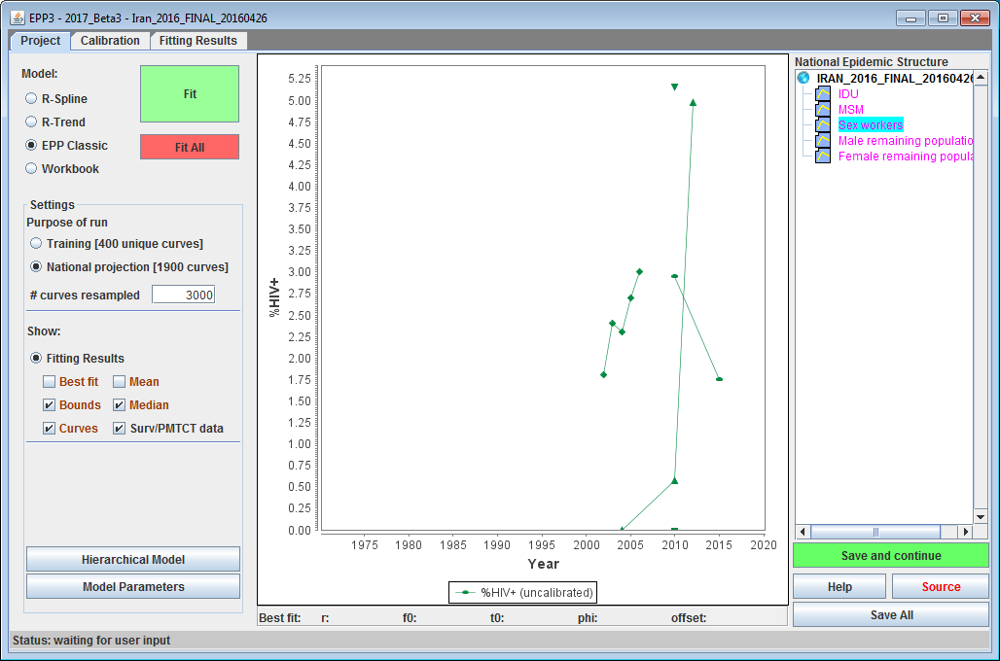 EPP3 - 2017_Beta3 - Iran_2016_FINAL_20160426
Project Calibration Fitting Results
Model:
R-Spline
R-Trend
EPP Classic
Workbook
Fit
Fit All
Settings
Purpose of run
Training [400 unique curves]
National projection [1900 curves]
# curves resampled 3000
Show:
Fitting Results
Best fit Mean
Bounds Median
Curves Surv/PMTCT data
Hierarchical Model
Model Parameters
%HIV+
5.25
5.00
4.75
4.50
4.25
4.00
3.75
3.50
3.25
3.00
2.75
2.50
2.25
2.00
1.75
1.50
1.25
1.00
0.75
0.50
0.25
0.00
1975 1980 1985 1990 1995 2000 2005 2010 2015 2020
Year
%HIV+ (uncalibrated)
Best fit: r: f0: t0: phi: offset:
National Epidemic Structure
IRAN_2016_FINAL_20160426
IDU
MSM
Sex workers
Male remaining populatio
Female remaining popula
Save and continue
Help Source
Save All
Status: waiting for user input